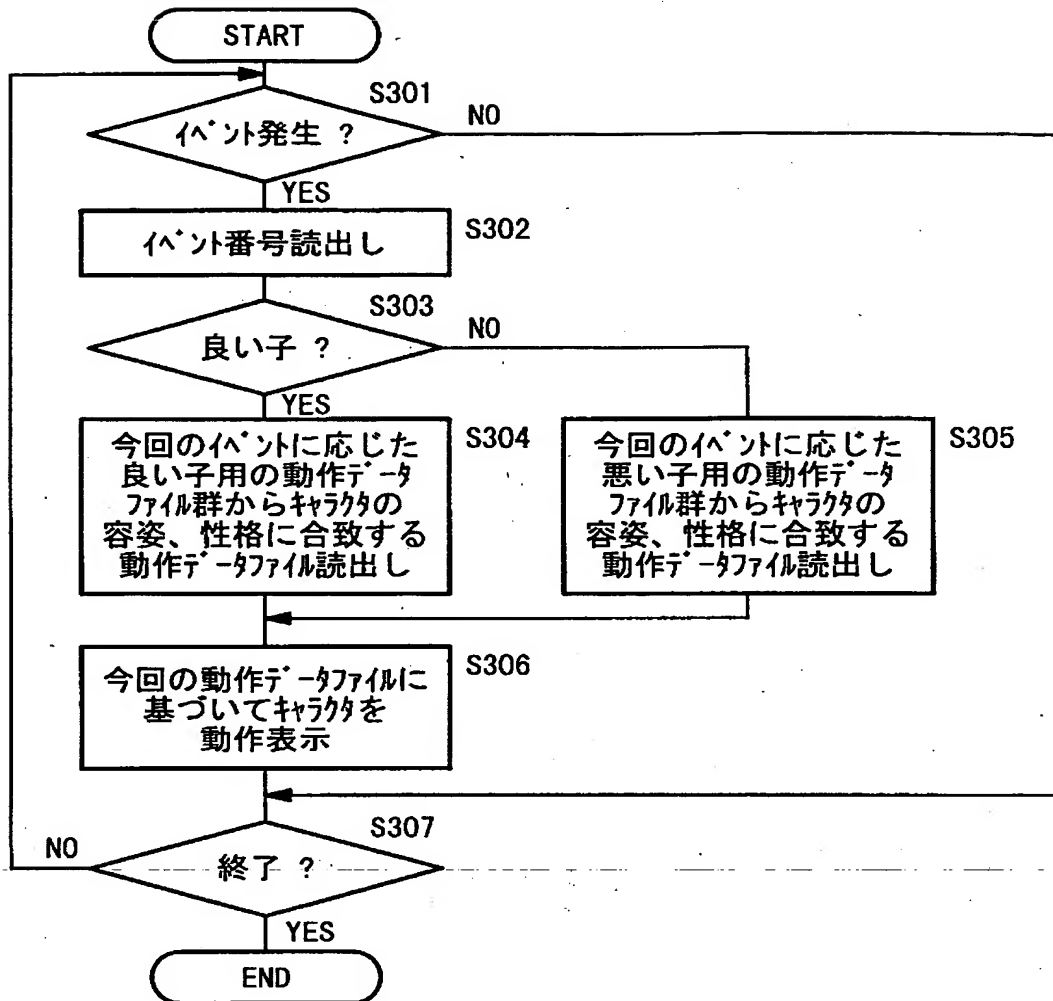 START
S301
イベント発生 ?
NO
YES
イベント番号読出し
S302
S303
良い子 ?
NO
YES
今回のイベントに応じた
良い子用の動作データ
ファイル群からキャラクタの
容姿、性格に合致する
動作データファイル読出し
S304
今回のイベントに応じた
悪い子用の動作データ
ファイル群からキャラクタの
容姿、性格に合致する
動作データファイル読出し
S305
今回の動作データファイルに
基づいてキャラクタを
動作表示
S306
S307
NO
終了 ?
YES
END